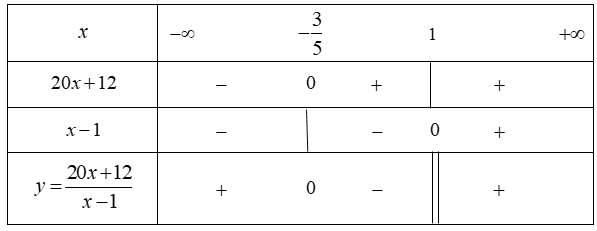 x −∞ −3/5 1 +∞
20x+12 − 0 + | +
x−1 − | − 0 +
y = (20x+12)/(x−1) + 0 − || +